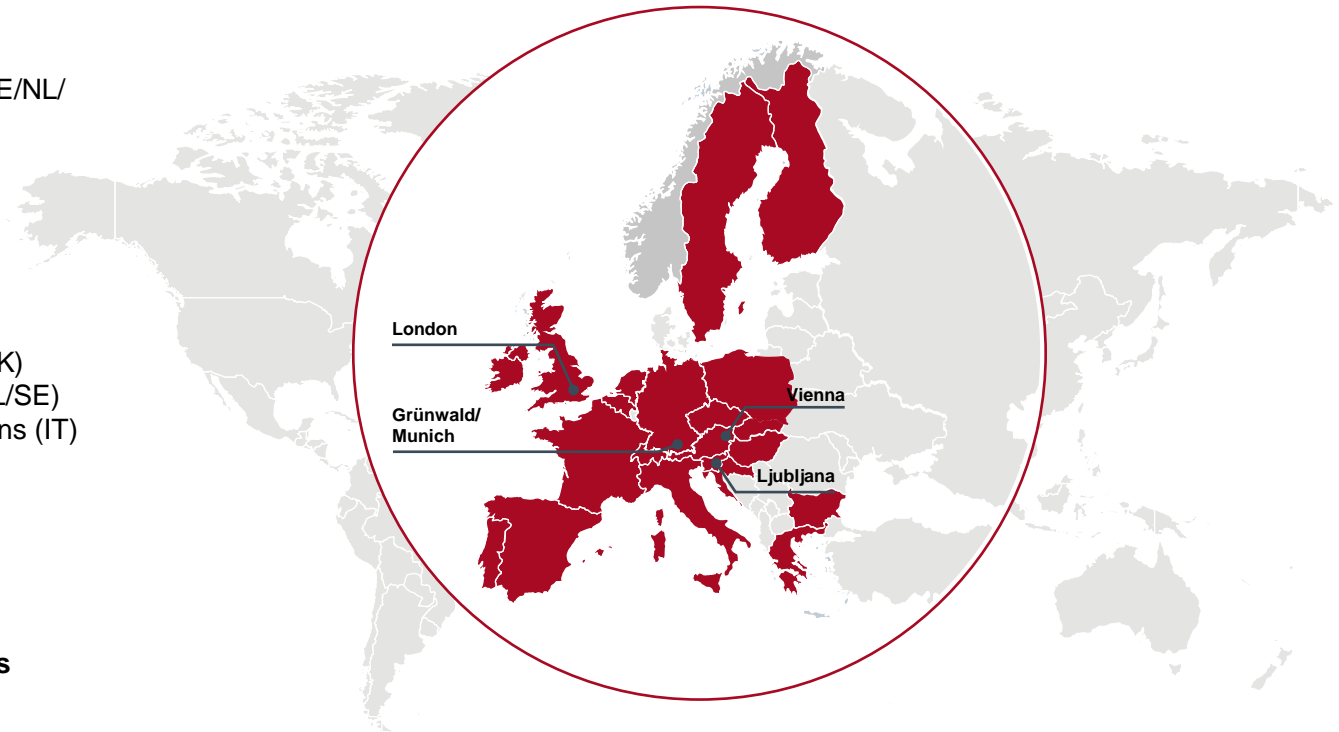 E/NL/
K)
L/SE)
ns (IT)
s
London
Grünwald/
Munich
Vienna
Ljubljana